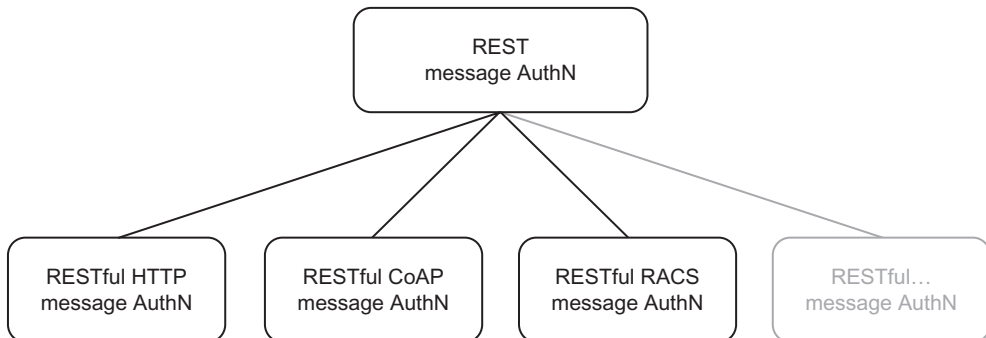 REST
message AuthN
RESTful HTTP
message AuthN
RESTful CoAP
message AuthN
RESTful RACS
message AuthN
RESTful…
message AuthN